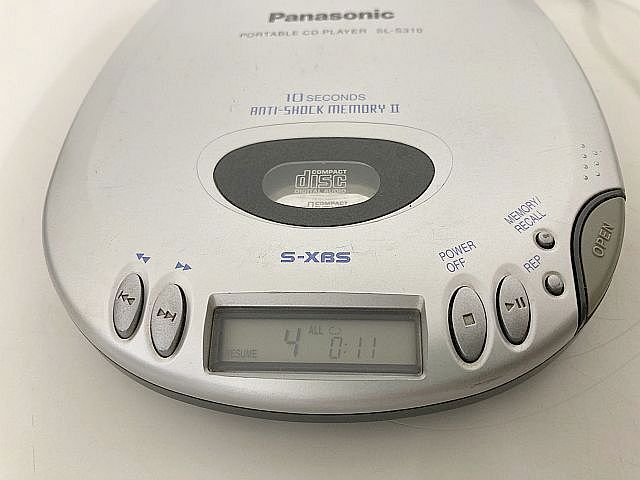 Panasonic
PORTABLE CD PLAYER SL-S310
10 SECONDS
ANTI-SHOCK MEMORY II
COMPACT
disc
DIGITAL AUDIO
COMPACT
S-XBS
POWER
OFF
MEMORY/
RECALL
REP
OPEN
RESUME 4 ALL 0:11